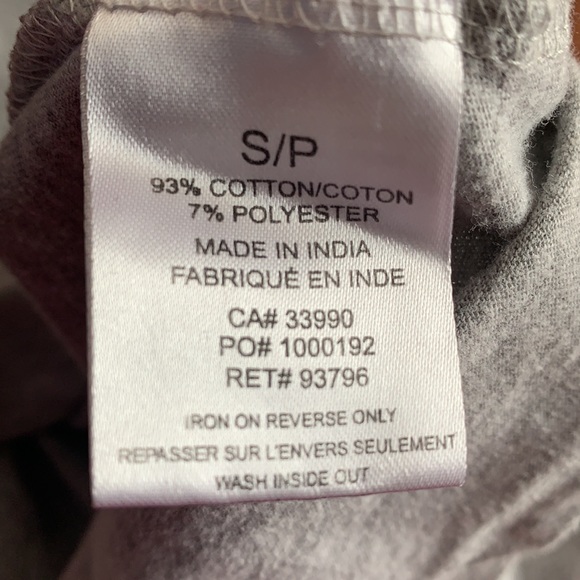 S/P
93% COTTON/COTON
7% POLYESTER
MADE IN INDIA
FABRIQUÉ EN INDE
CA# 33990
PO# 1000192
RET# 93796
IRON ON REVERSE ONLY
REPASSER SUR L'ENVERS SEULEMENT
WASH INSIDE OUT